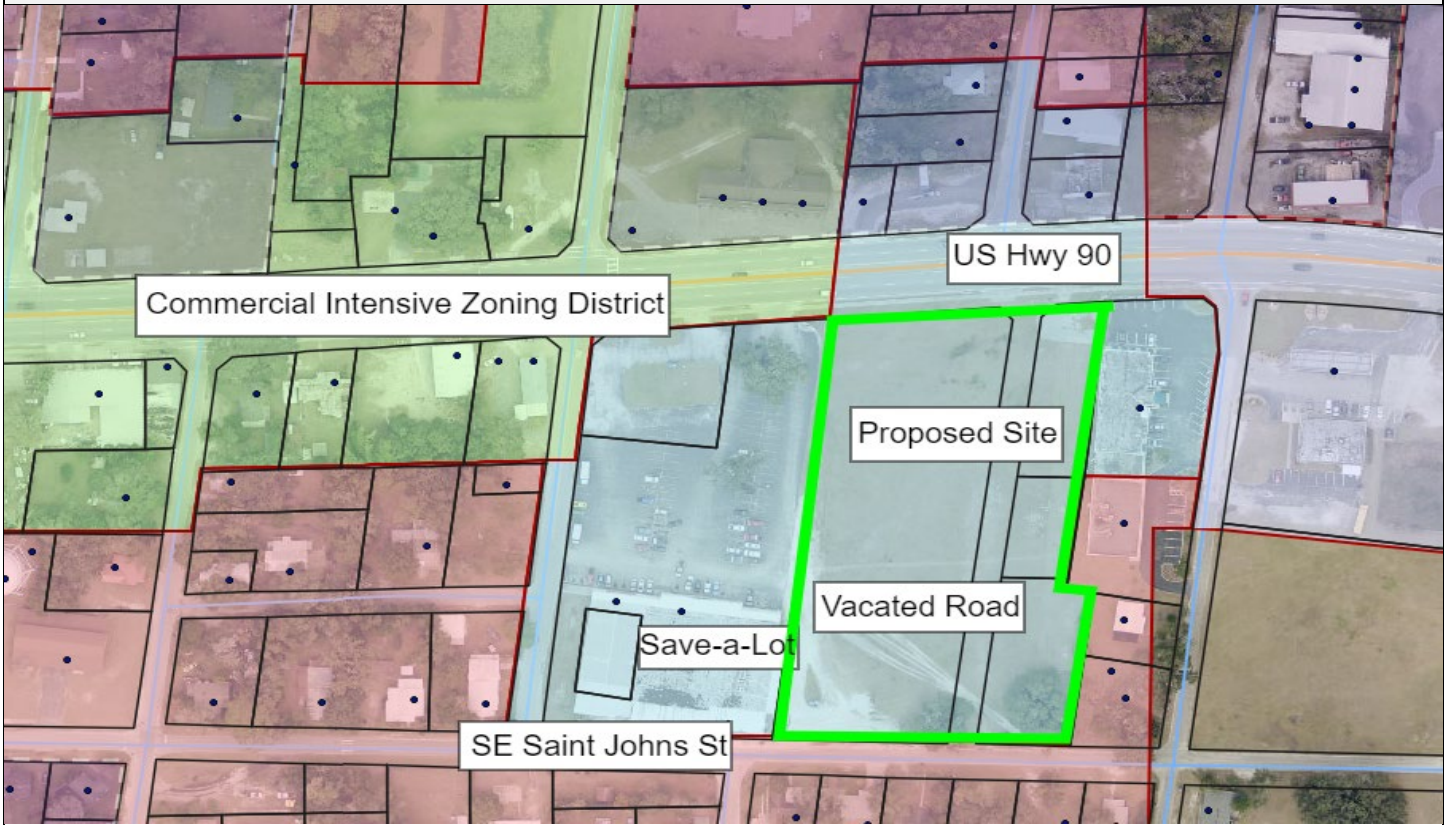 US Hwy 90
Commercial Intensive Zoning District
Proposed Site
Vacated Road
Save-a-Lot
SE Saint Johns St